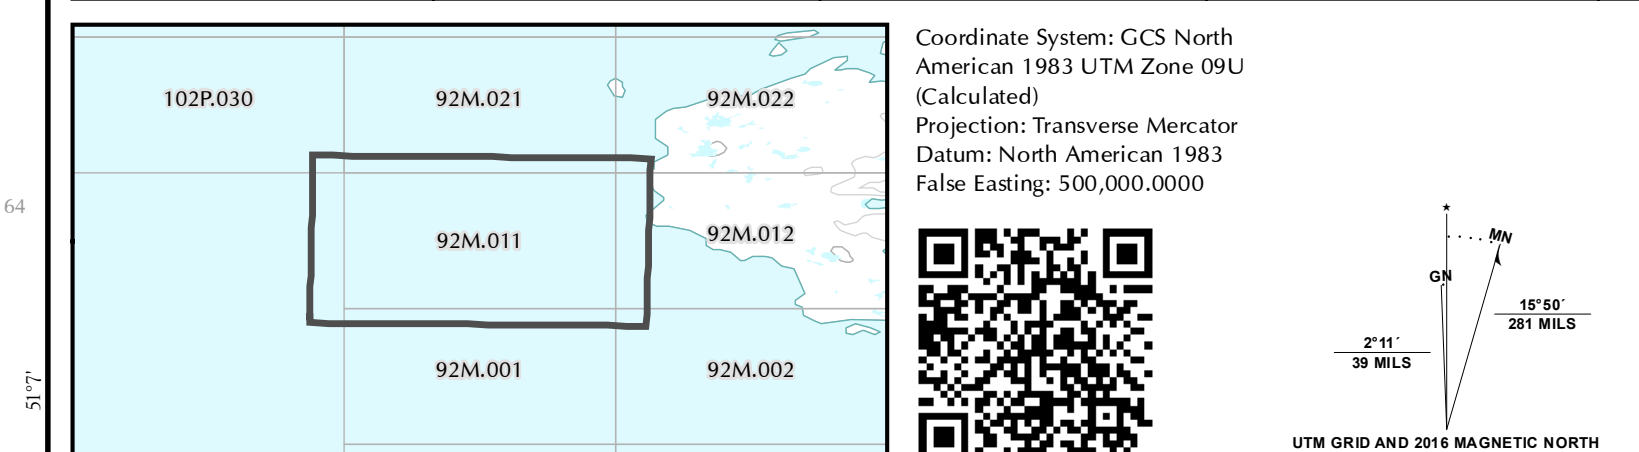 64
51°7'
102P.030
92M.021
92M.022
92M.011
92M.012
92M.001
92M.002
Coordinate System: GCS North
American 1983 UTM Zone 09U
(Calculated)
Projection: Transverse Mercator
Datum: North American 1983
False Easting: 500,000.0000
MN
GN
15°50´
281 MILS
2°11´
39 MILS
UTM GRID AND 2016 MAGNETIC NORTH